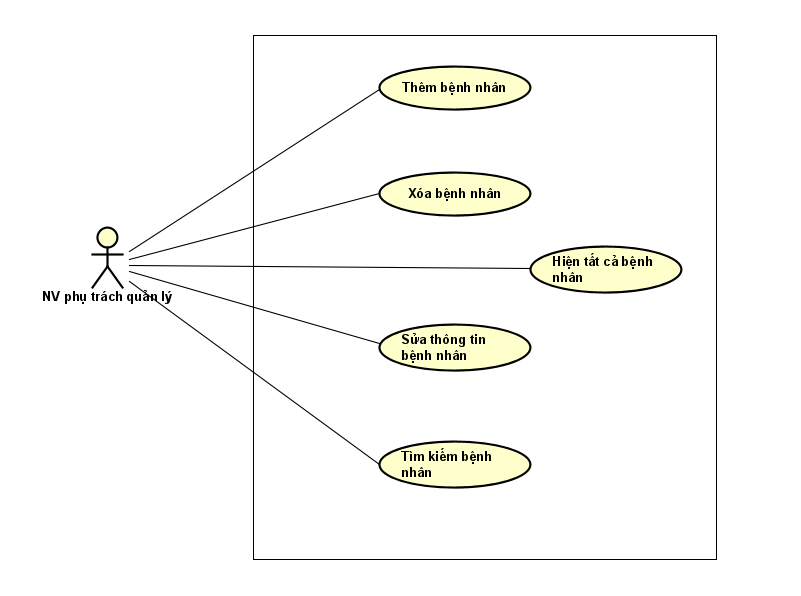 Thêm bệnh nhân
Xóa bệnh nhân
Hiện tất cả bệnh
nhân
NV phụ trách quản lý
Sửa thông tin
bệnh nhân
Tìm kiếm bệnh
nhân